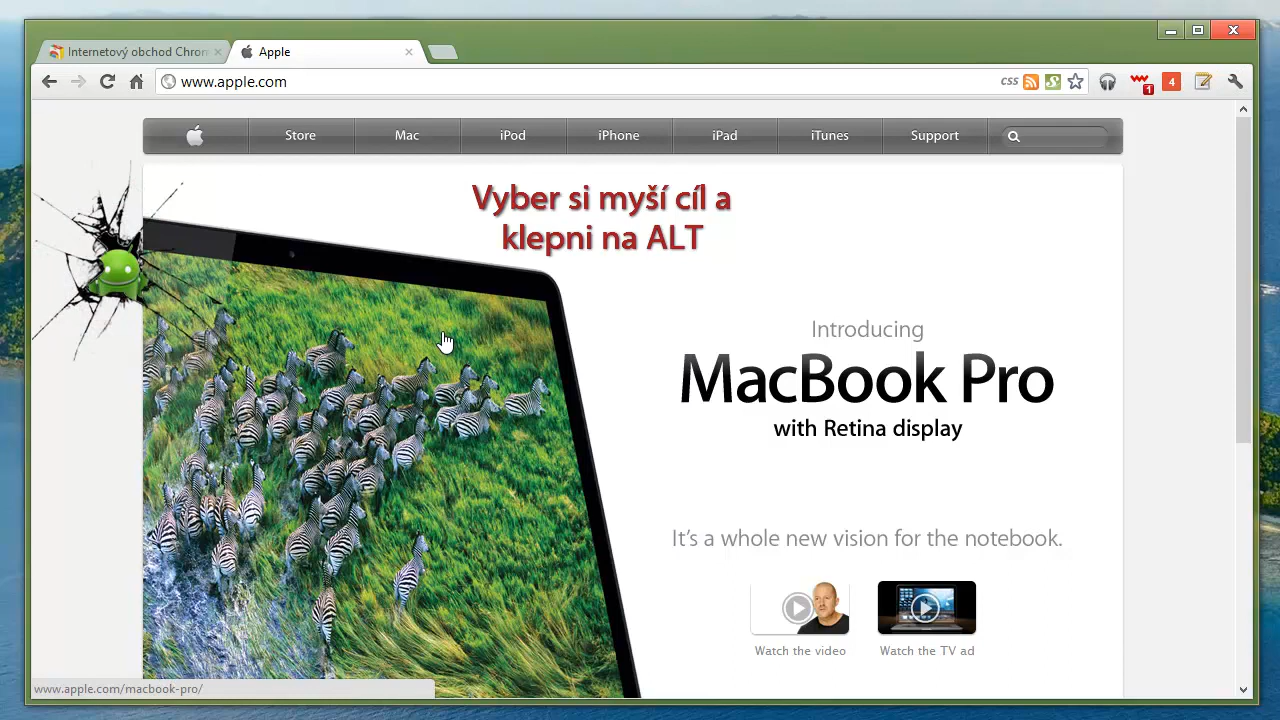 Internetový obchod Chrom
Apple
www.apple.com
CSS
1
4
Store
Mac
iPod
iPhone
iPad
iTunes
Support
Vyber si myší cíl a
klepni na ALT
Introducing
MacBook Pro
with Retina display
It's a whole new vision for the notebook.
Watch the video
Watch the TV ad
www.apple.com/macbook-pro/